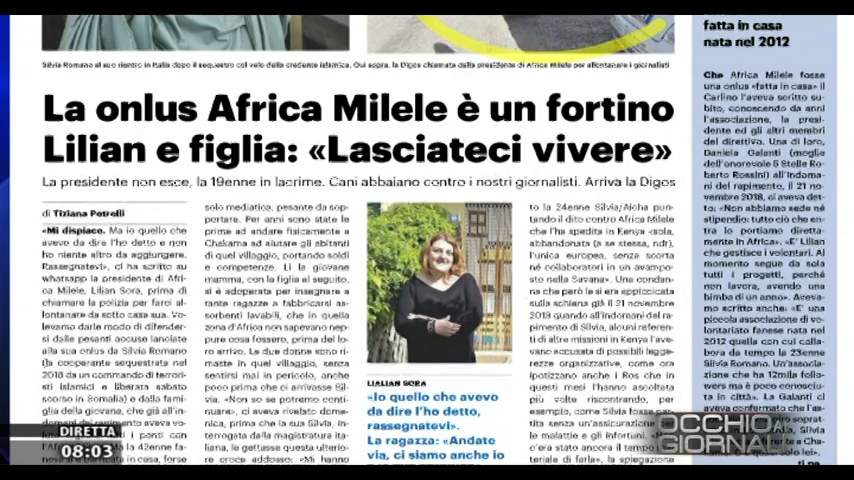 Silvia Romano al suo rientro in Italia dopo il sequestro col velo della credente islamica. Qui sopra, la Digos chiamata dalla presidente di Africa Milele per allontanare i giornalisti
La onlus Africa Milele è un fortino
Lilian e figlia: «Lasciateci vivere»
La presidente non esce, la 19enne in lacrime. Cani abbaiano contro i nostri giornalisti. Arriva la Digos
di Tiziana Petrelli
«Mi dispiace. Ma io quello che
avevo da dire l'ho detto e non
ho niente altro da aggiungere.
Rassegnatevi», ci ha scritto su
whatsapp la presidente di Afri-
ca Milele, Lilian Sora, prima di
chiamare la polizia per farci al-
lontanare da sotto casa sua. Vo-
levamo darle modo di difender-
si dalle pesanti accuse lanciate
alla sua onlus da Silvia Romano
(la cooperante sequestrata nel
2018 da un commando di terrori-
sti islamici e liberata sabato
scorso in Somalia) e dalla fami-
glia della giovane, che già all'in-
solo mediatica, pesante da sop-
portare. Per anni sono state le
prime ad andare fisicamente a
Chakama ad aiutare gli abitanti
di quel villaggio, portando soldi
e competenze. Lì la giovane
mamma, con la figlia al seguito,
si è adoperata per insegnare a
tante ragazze a fabbricarsi as-
sorbenti lavabili, che in quella
zona d'Africa non sapevano nep-
pure cosa fossero, prima del lo-
ro arrivo. Le due donne sono ri-
maste in quel villaggio, senza
sentirsi mai in pericolo, anche
poco prima che ci arrivasse Sil-
via. «Non so se potremo conti-
nuare», ci aveva rivelato dome-
nica, prima che la sua Silvia, in-
terrogata dalla magistratura ita-
liana, le gettasse questa ulterio-
re croce addosso: «Mi hanno
LILIAN SORA
«Io quello che avevo
da dire l'ho detto,
rassegnatevi».
La ragazza: «Andate
via, ci siamo anche io
to la 24enne Silvia/Aicha pun-
tando il dito contro Africa Milele
che l'ha spedita in Kenya «sola,
abbandonata (a se stessa, ndr),
l'unica europea, senza scorta
né collaboratori in un avampo-
sto nella Savana». Una condan-
na che però le si era appiccicata
sulla schiena già il 21 novembre
2018 quando all'indomani del ra-
pimento di Silvia, alcuni referen-
ti di altre missioni in Kenya l'ave-
vano accusata di possibili legge-
rezze organizzative, come ora
ipotizzano anche i Ros che in
questi mesi l'hanno ascoltata
più volte riscontrando, per
esempio, come Silvia fosse par-
tita senza un'assicurazione per
le malattie e gli infortuni.
fatta in casa
nata nel 2012
Che Africa Milele fosse
una onlus «fatta in casa» il
Carlino l'aveva scritto su-
bito, conoscendo da anni
l'associazione, la presi-
dente ed gli altri membri
del direttivo. Una di loro,
Daniela Galanti (moglie
dell'onorevole 5 Stelle Ro-
berto Rossini) all'indoma-
ni del rapimento, il 21 no-
vembre 2018, ci aveva det-
to: «Non abbiamo sede né
stipendio: tutto ciò che en-
tra lo portiamo diretta-
mente in Africa». «E' Lilian
che gestisce i volontari. Al
momento segue da sola
tutti i progetti, perché
non lavora, avendo una
bimba di un anno». Aveva-
mo scritto anche: «E' una
piccola associazione di vo-
lontariato fanese nata nel
2012 quella con cui colla-
bora da tempo la 23enne
Silvia Romano. Un'associazio-
ne che ha 12mila follo-
wers ma è poco conosciu-
ta in città». La Galanti ci
DIRETTA
08:03
OCCHIO
GIORNALI